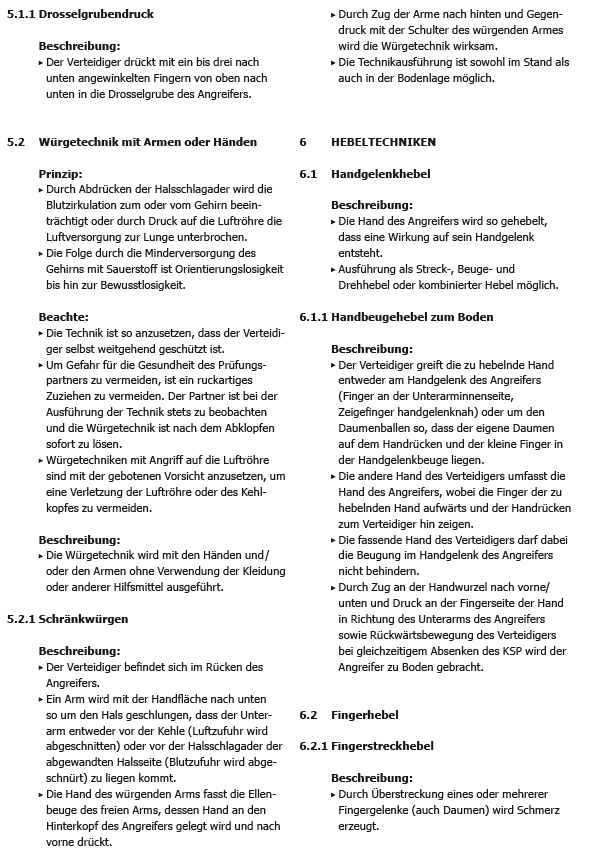 5.1.1 Drosselgrubendruck
Beschreibung:
▸ Der Verteidiger drückt mit ein bis drei nach
unten angewinkelten Fingern von oben nach
unten in die Drosselgrube des Angreifers.
5.2 Würgetechnik mit Armen oder Händen
Prinzip:
▸ Durch Abdrücken der Halsschlagader wird die
Blutzirkulation zum oder vom Gehirn beein-
trächtigt oder durch Druck auf die Luftröhre die
Luftversorgung zur Lunge unterbrochen.
▸ Die Folge durch die Minderversorgung des
Gehirns mit Sauerstoff ist Orientierungslosigkeit
bis hin zur Bewusstlosigkeit.
Beachte:
▸ Die Technik ist so anzusetzen, dass der Verteidi-
ger selbst weitgehend geschützt ist.
▸ Um Gefahr für die Gesundheit des Prüfungs-
partners zu vermeiden, ist ein ruckartiges
Zuziehen zu vermeiden. Der Partner ist bei der
Ausführung der Technik stets zu beobachten
und die Würgetechnik ist nach dem Abklopfen
sofort zu lösen.
▸ Würgetechniken mit Angriff auf die Luftröhre
sind mit der gebotenen Vorsicht anzusetzen, um
eine Verletzung der Luftröhre oder des Kehl-
kopfes zu vermeiden.
Beschreibung:
▸ Die Würgetechnik wird mit den Händen und/
oder den Armen ohne Verwendung der Kleidung
oder anderer Hilfsmittel ausgeführt.
5.2.1 Schränkwürgen
Beschreibung:
▸ Der Verteidiger befindet sich im Rücken des
Angreifers.
▸ Ein Arm wird mit der Handfläche nach unten
so um den Hals geschlungen, dass der Unter-
arm entweder vor der Kehle (Luftzufuhr wird
abgeschnitten) oder vor der Halsschlagader der
abgewandten Halsseite (Blutzufuhr wird abge-
schnürt) zu liegen kommt.
▸ Die Hand des würgenden Arms fasst die Ellen-
beuge des freien Arms, dessen Hand an den
Hinterkopf des Angreifers gelegt wird und nach
vorne drückt.
▸ Durch Zug der Arme nach hinten und Gegen-
druck mit der Schulter des würgenden Armes
wird die Würgetechnik wirksam.
▸ Die Technikausführung ist sowohl im Stand als
auch in der Bodenlage möglich.
6 HEBELTECHNIKEN
6.1 Handgelenkhebel
Beschreibung:
▸ Die Hand des Angreifers wird so gehebelt,
dass eine Wirkung auf sein Handgelenk
entsteht.
▸ Ausführung als Streck-, Beuge- und
Drehhebel oder kombinierter Hebel möglich.
6.1.1 Handbeugehebel zum Boden
Beschreibung:
▸ Der Verteidiger greift die zu hebelnde Hand
entweder am Handgelenk des Angreifers
(Finger an der Unterarminnenseite,
Zeigefinger handgelenknah) oder um den
Daumenballen so, dass der eigene Daumen
auf dem Handrücken und der kleine Finger in
der Handgelenkbeuge liegen.
▸ Die andere Hand des Verteidigers umfasst die
Hand des Angreifers, wobei die Finger der zu
hebelnden Hand aufwärts und der Handrücken
zum Verteidiger hin zeigen.
▸ Die fassende Hand des Verteidigers darf dabei
die Beugung im Handgelenk des Angreifers
nicht behindern.
▸ Durch Zug an der Handwurzel nach vorne/
unten und Druck an der Fingerseite der Hand
in Richtung des Unterarms des Angreifers
sowie Rückwärtsbewegung des Verteidigers
bei gleichzeitigem Absenken des KSP wird der
Angreifer zu Boden gebracht.
6.2 Fingerhebel
6.2.1 Fingerstreckhebel
Beschreibung:
▸ Durch Überstreckung eines oder mehrerer
Fingergelenke (auch Daumen) wird Schmerz
erzeugt.